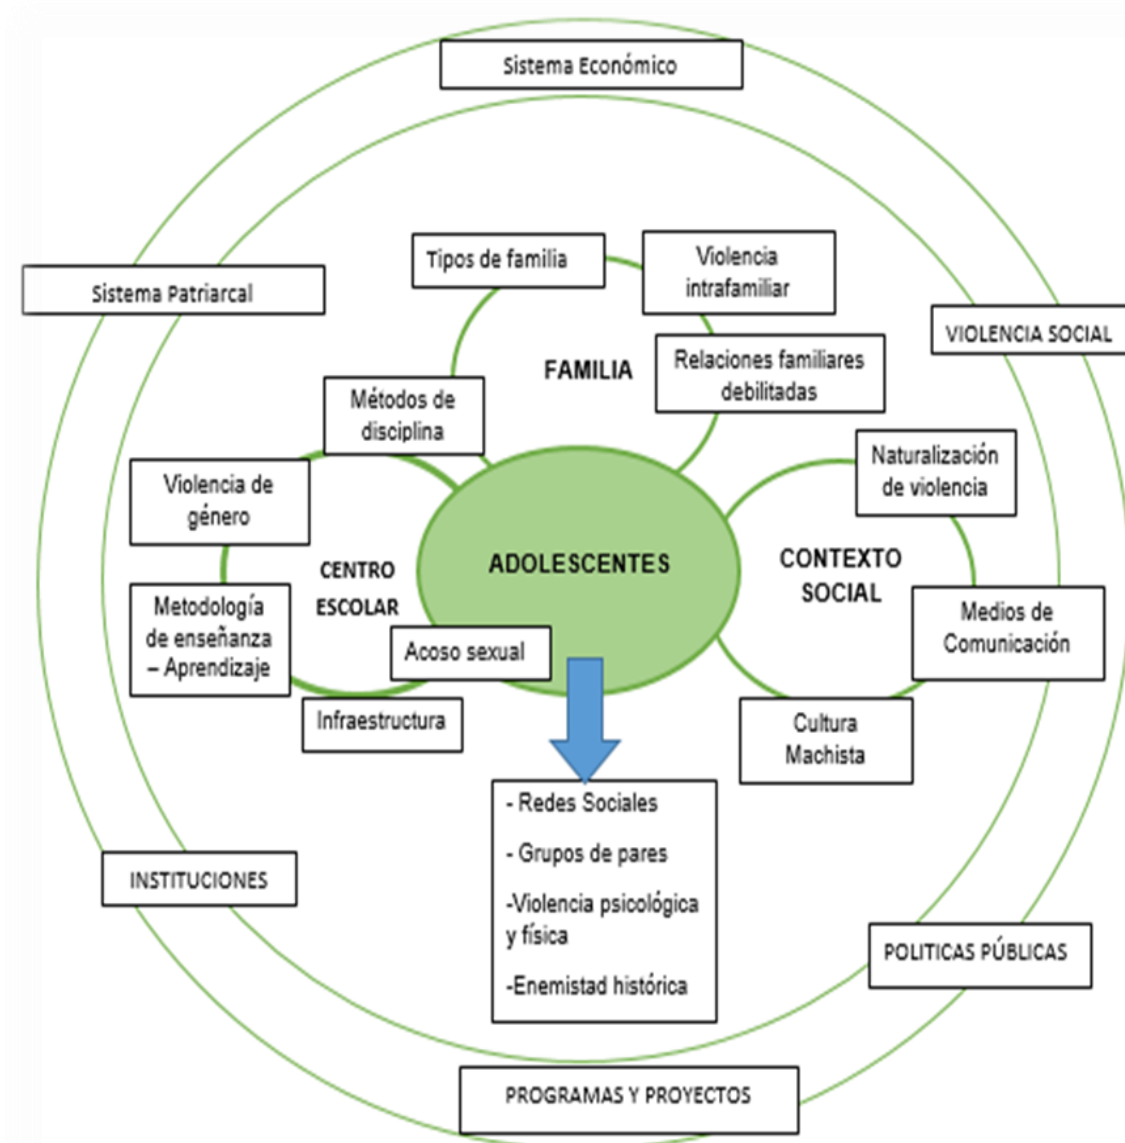 Sistema Económico
Tipos de familia
Violencia
intrafamiliar
Sistema Patriarcal
VIOLENCIA SOCIAL
FAMILIA
Relaciones familiares
debilitadas
Métodos de
disciplina
Naturalización
de violencia
Violencia de
género
ADOLESCENTES
CONTEXTO
SOCIAL
CENTRO
ESCOLAR
Metodología
de enseñanza
– Aprendizaje
Medios de
Comunicación
Acoso sexual
Infraestructura
Cultura
Machista
- Redes Sociales
- Grupos de pares
-Violencia psicológica
y física
-Enemistad histórica
INSTITUCIONES
POLITICAS PÚBLICAS
PROGRAMAS Y PROYECTOS